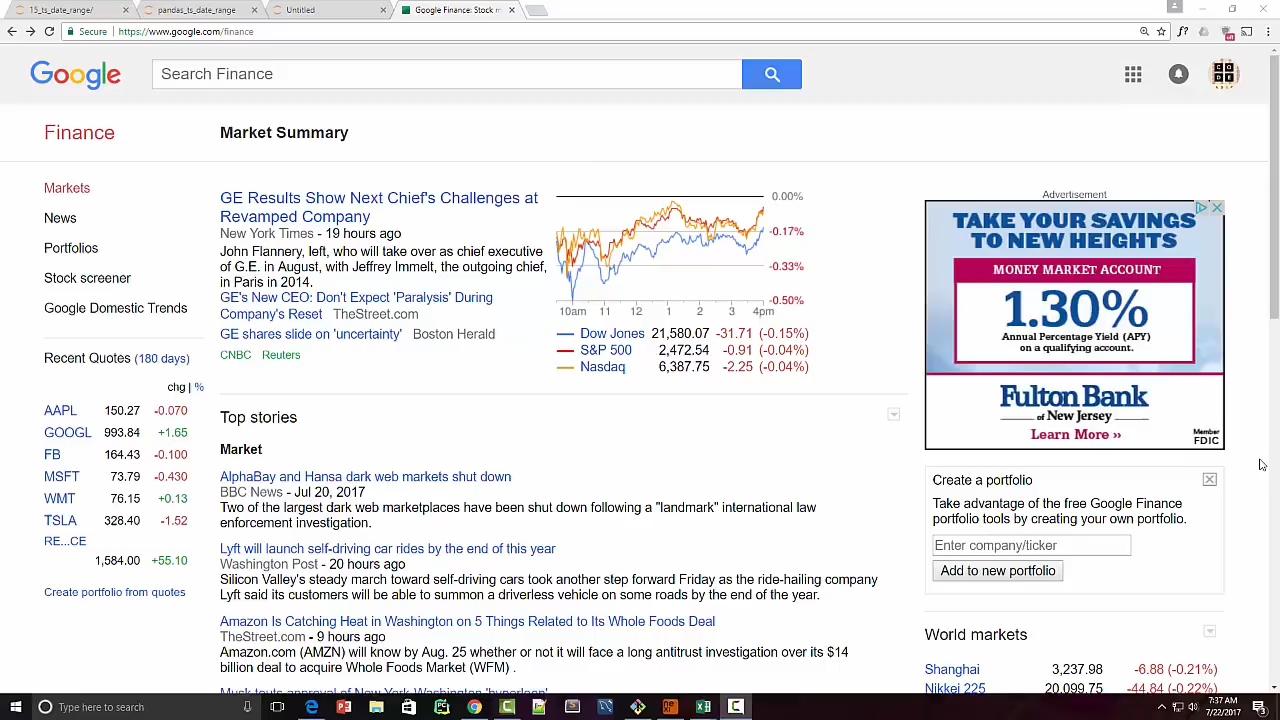 15_ts_date_range/
pandas_ts_date_range
Untitled
Google Finance: Stock m
Secure
https://www.google.com/finance
Google
Search Finance
Finance
Market Summary
Markets
News
Portfolios
Stock screener
Google Domestic Trends
Recent Quotes (180 days)
chg | %
AAPL 150.27 -0.070
GOOGL 993.84 +1.65
FB 164.43 -0.100
MSFT 73.79 -0.430
WMT 76.15 +0.13
TSLA 328.40 -1.52
RE...CE
1,584.00 +55.10
Create portfolio from quotes
GE Results Show Next Chief's Challenges at
Revamped Company
New York Times - 19 hours ago
John Flannery, left, who will take over as chief executive
of G.E. in August, with Jeffrey Immelt, the outgoing chief,
in Paris in 2014.
GE's New CEO: Don't Expect 'Paralysis' During
Company's Reset TheStreet.com
GE shares slide on 'uncertainty' Boston Herald
CNBC Reuters
0.00%
-0.17%
-0.33%
-0.50%
10am 11 12 1 2 3 4pm
Dow Jones 21,580.07 -31.71 (-0.15%)
S&P 500 2,472.54 -0.91 (-0.04%)
Nasdaq 6,387.75 -2.25 (-0.04%)
Top stories
Market
AlphaBay and Hansa dark web markets shut down
BBC News - Jul 20, 2017
Two of the largest dark web marketplaces have been shut down following a "landmark" international law
enforcement investigation.
Lyft will launch self-driving car rides by the end of this year
Washington Post - 20 hours ago
Silicon Valley's steady march toward self-driving cars took another step forward Friday as the ride-hailing company
Lyft said its customers will be able to summon a driverless vehicle on some roads by the end of the year.
Amazon Is Catching Heat in Washington on 5 Things Related to Its Whole Foods Deal
TheStreet.com - 9 hours ago
Amazon.com (AMZN) will know by Aug. 25 whether or not it will face a long antitrust investigation over its $14
billion deal to acquire Whole Foods Market (WFM) .
Musk touts approval of New York-Washington 'hyperloop'
Advertisement
TAKE YOUR SAVINGS
TO NEW HEIGHTS
MONEY MARKET ACCOUNT
1.30%
Annual Percentage Yield (APY)
on a qualifying account.
Fulton Bank
of New Jersey
Learn More »
Member
FDIC
Create a portfolio
Take advantage of the free Google Finance
portfolio tools by creating your own portfolio.
Enter company/ticker
Add to new portfolio
World markets
Shanghai 3,237.98 -6.88 (-0.21%)
Nikkei 225 20,099.75 -44.84 (-0.22%)
Type here to search
7:37 AM
7/22/2017